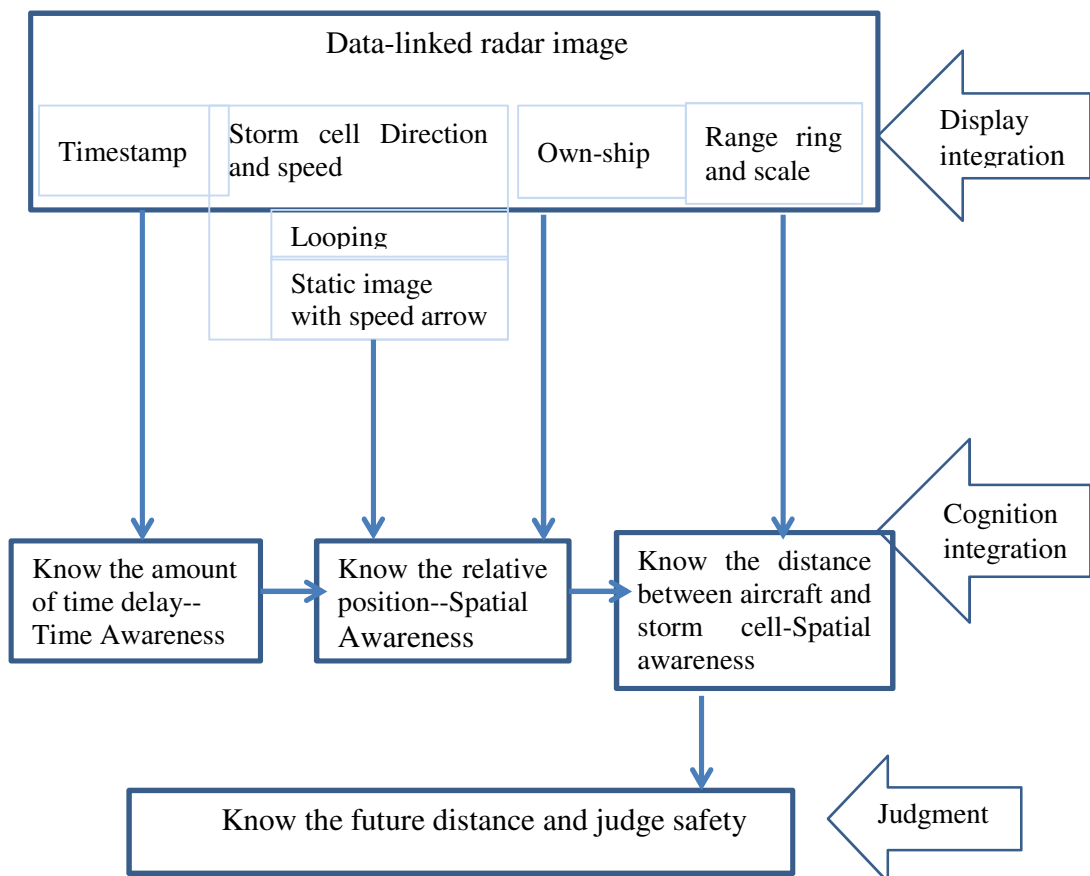 Data-linked radar image
Timestamp
Storm cell Direction
and speed
Own-ship
Range ring
and scale
Display
integration
Looping
Static image
with speed arrow
Cognition
integration
Know the amount
of time delay--
Time Awareness
Know the relative
position--Spatial
Awareness
Know the distance
between aircraft and
storm cell-Spatial
awareness
Know the future distance and judge safety
Judgment